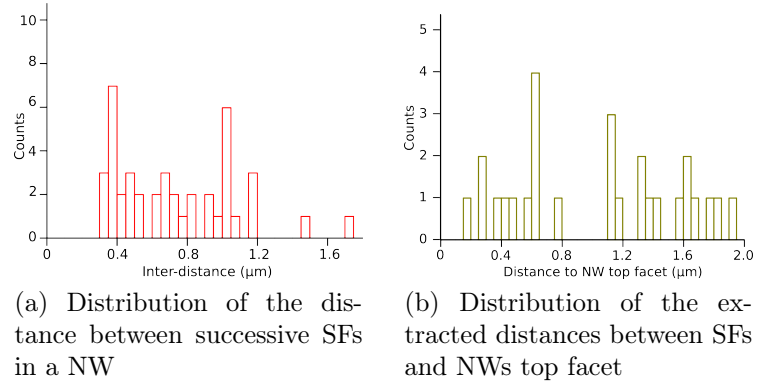 10
8
6
4
2
0
Counts
0 0.4 0.8 1.2 1.6
Inter-distance (μm)
(a) Distribution of the dis-
tance between successive SFs
in a NW
5
4
3
2
1
0
Counts
0 0.4 0.8 1.2 1.6 2.0
Distance to NW top facet (μm)
(b) Distribution of the ex-
tracted distances between SFs
and NWs top facet